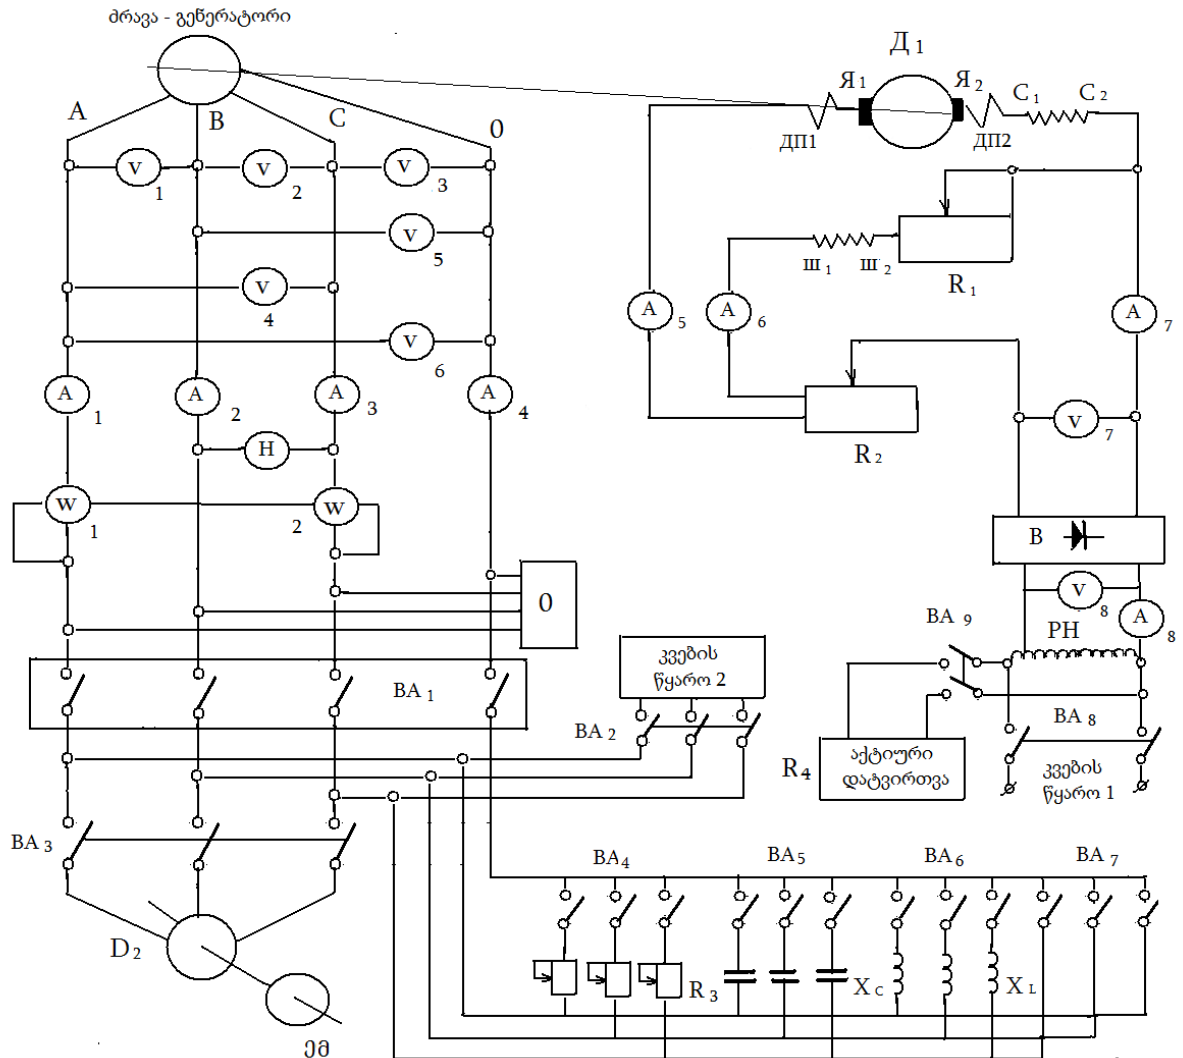 ძრავა - გენერატორი
Д 1
Я 1
Я 2
C 1
C 2
A
B
C
0
ДП1
ДП2
V 1
V 2
V 3
V 5
V 4
V 6
Ш 1
Ш 2
R 1
A 5
A 6
A 7
A 1
A 2
A 3
A 4
R 2
V 7
H
W 1
W 2
B
0
V 8
A 8
BA 9
PH
კვების
წყარო 2
BA 1
BA 2
BA 8
R 4
აქტიური
დატვირთვა
კვების
წყარო 1
BA 3
BA 4
BA 5
BA 6
BA 7
D 2
R 3
X C
X L
ემ